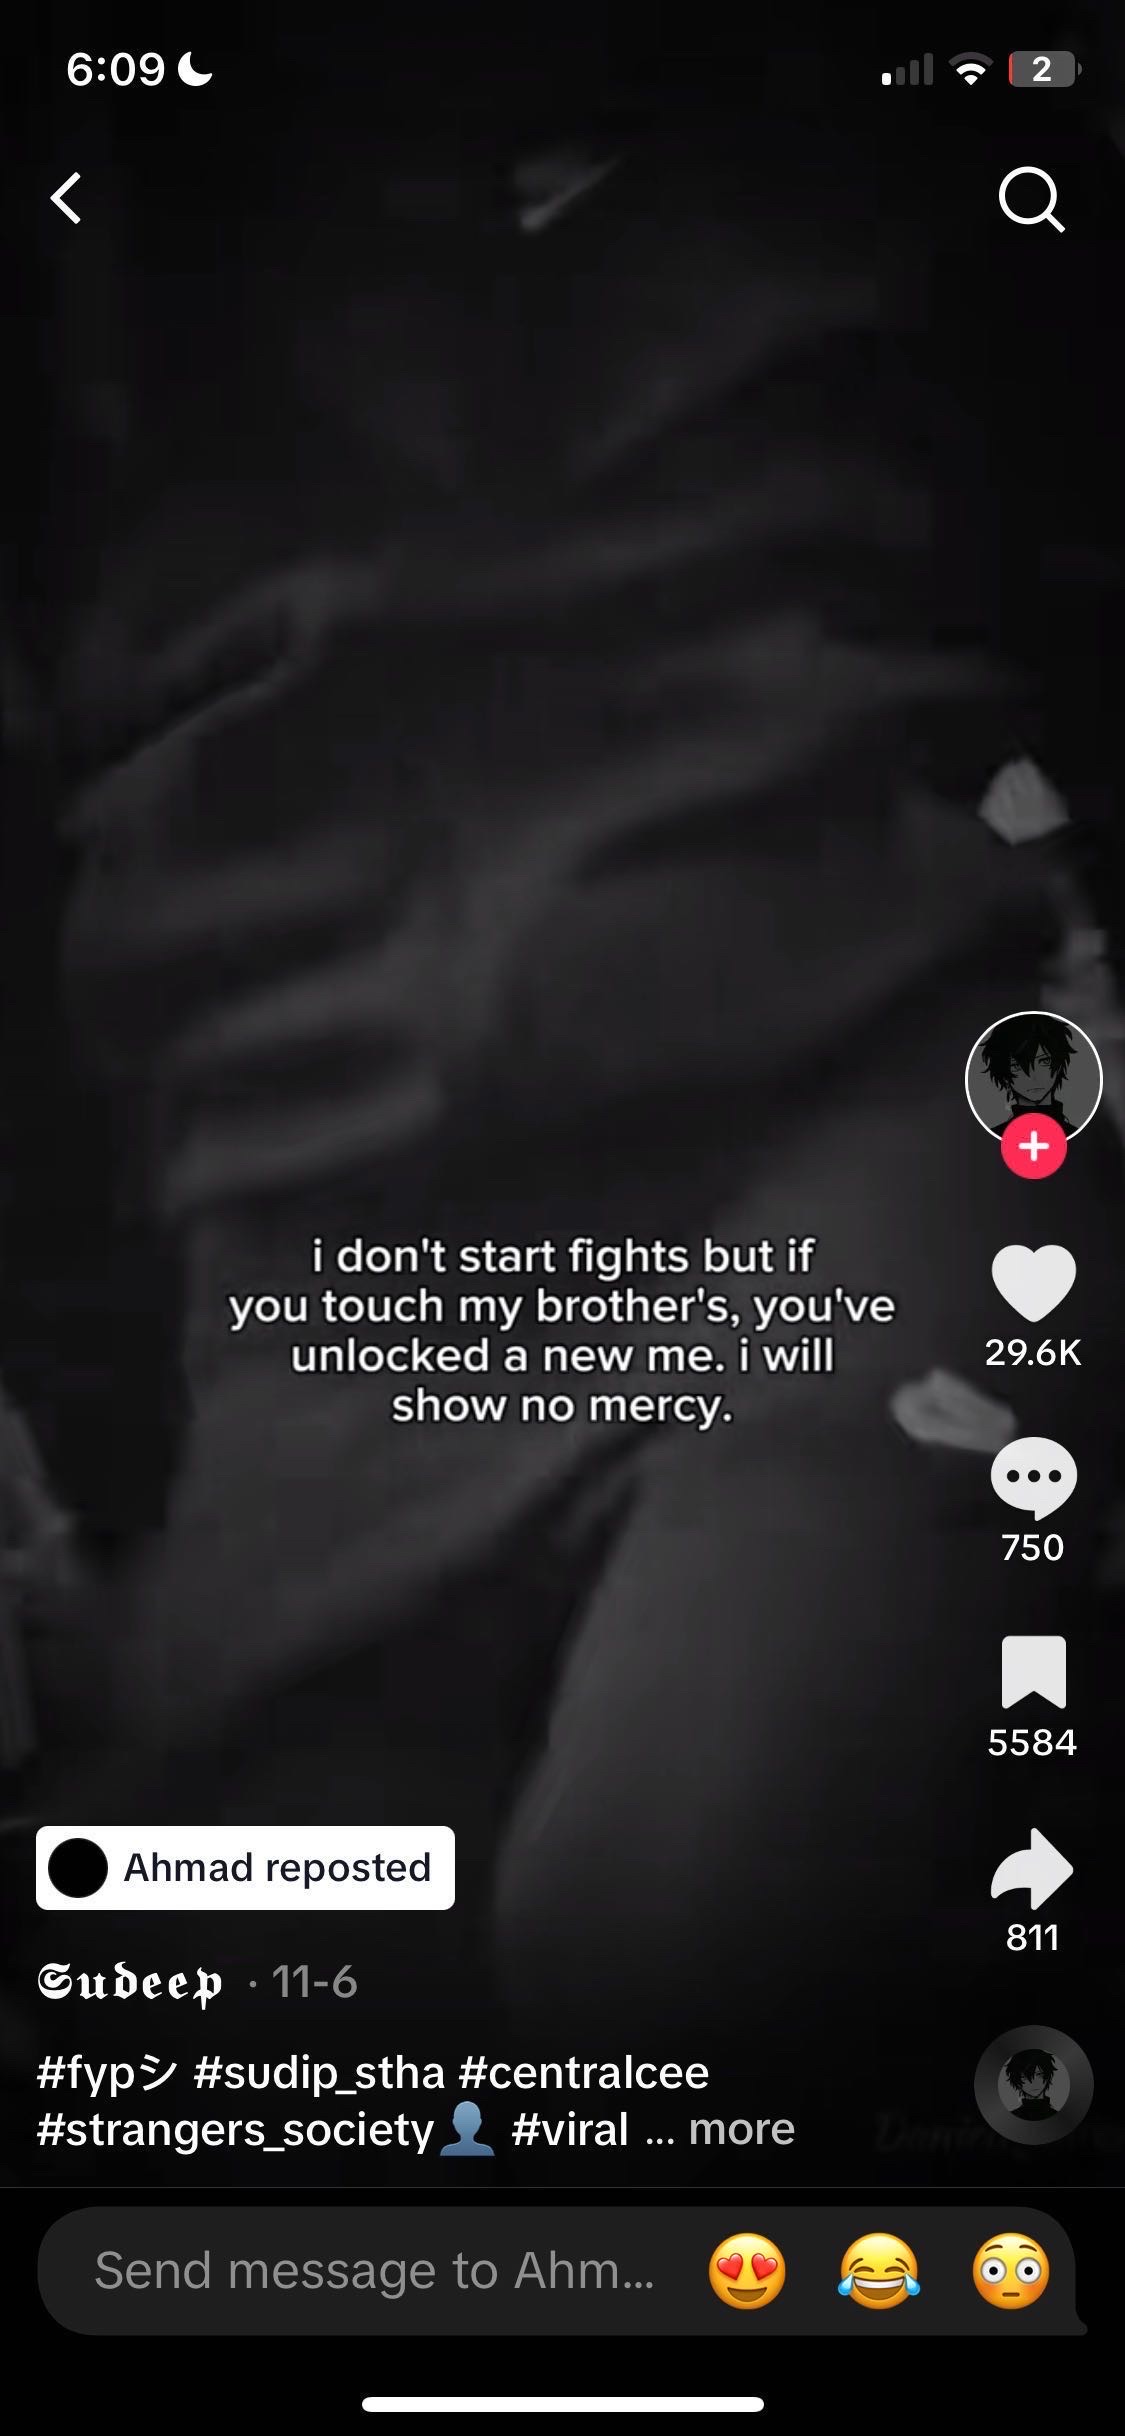 6:09
2
i don't start fights but if
you touch my brother's, you've
unlocked a new me. i will
show no mercy.
29.6K
750
5584
811
Ahmad reposted
𝕾𝖚𝖉𝖊𝖊𝖕 · 11-6
#fypシ #sudip_stha #centralcee
#strangers_society👤 #viral ... more
Send message to Ahm...